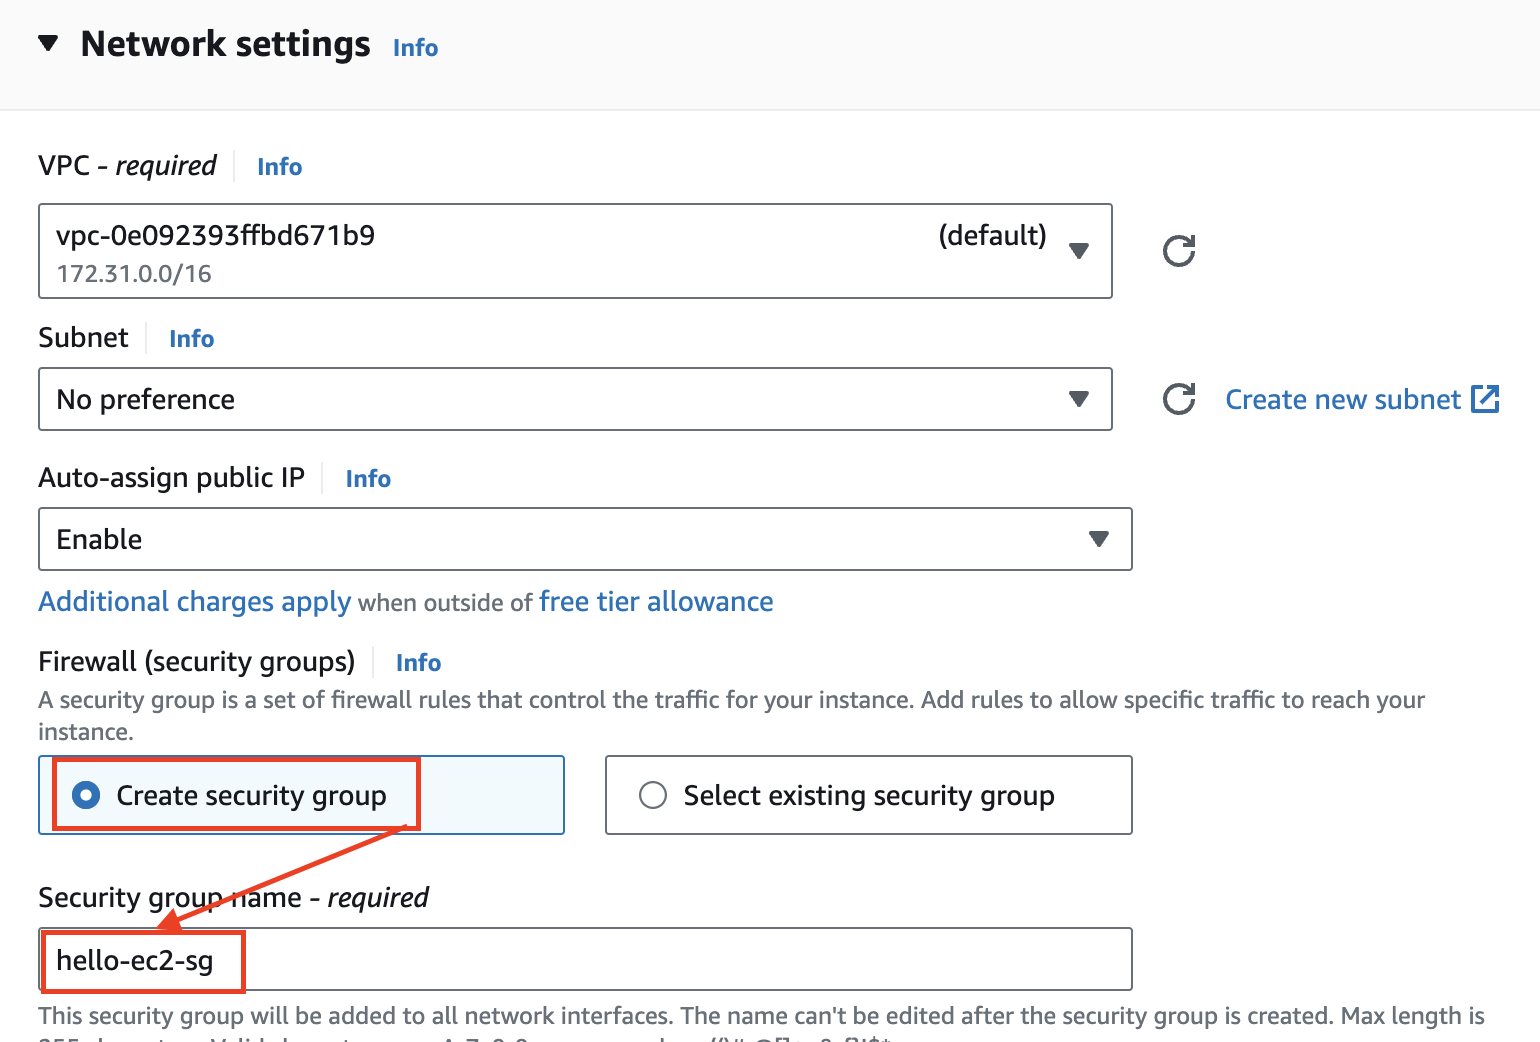 Network settings Info
VPC - required Info
vpc-0e092393ffbd671b9 (default)
172.31.0.0/16
Subnet Info
No preference
Create new subnet
Auto-assign public IP Info
Enable
Additional charges apply when outside of free tier allowance
Firewall (security groups) Info
A security group is a set of firewall rules that control the traffic for your instance. Add rules to allow specific traffic to reach your
instance.
Create security group
Select existing security group
Security group name - required
hello-ec2-sg
This security group will be added to all network interfaces. The name can't be edited after the security group is created. Max length is